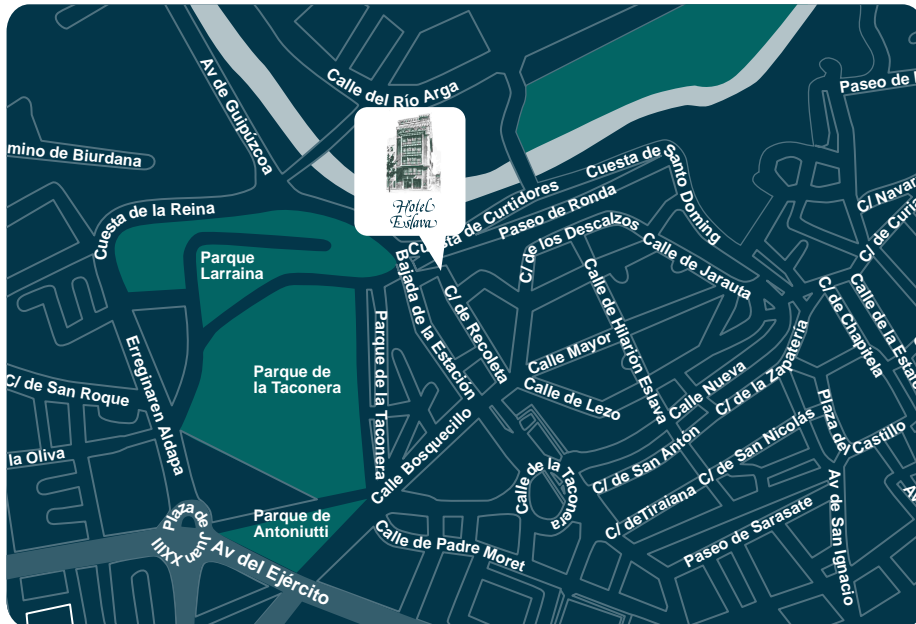 Av de Guipúzcoa
Calle del Río Arga
Paseo de
mino de Biurdana
Hotel
Eslava
Cuesta de la Reina
Cuesta de Curtidores
Paseo de Ronda
Cuesta de
Santo Doming
C/ Navar
C/ de Curia
Parque
Larraina
C/ de los Descalzos
Calle de Jarauta
Bajada de la Estación
C/ de Recoleta
Calle de Hilarión Eslava
C/ de Chapitela
Calle de la Estaf
Erreginaren Aldapa
Parque de
la Taconera
Parque de la Taconera
Calle Mayor
Calle Nueva
C/ de la Zapatería
C/ de San Roque
Calle de Lezo
Calle Bosquecillo
la Oliva
C/ de San Anton
C/ de San Nicolás
Plaza del
Castillo
Calle de la Taconera
C/ deTiraiana
Paseo de Sarasate
Av de San Ignacio
Av
Plaza de
Juan XXIII
Parque de
Antoniutti
Av del Ejército
Calle de Padre Moret